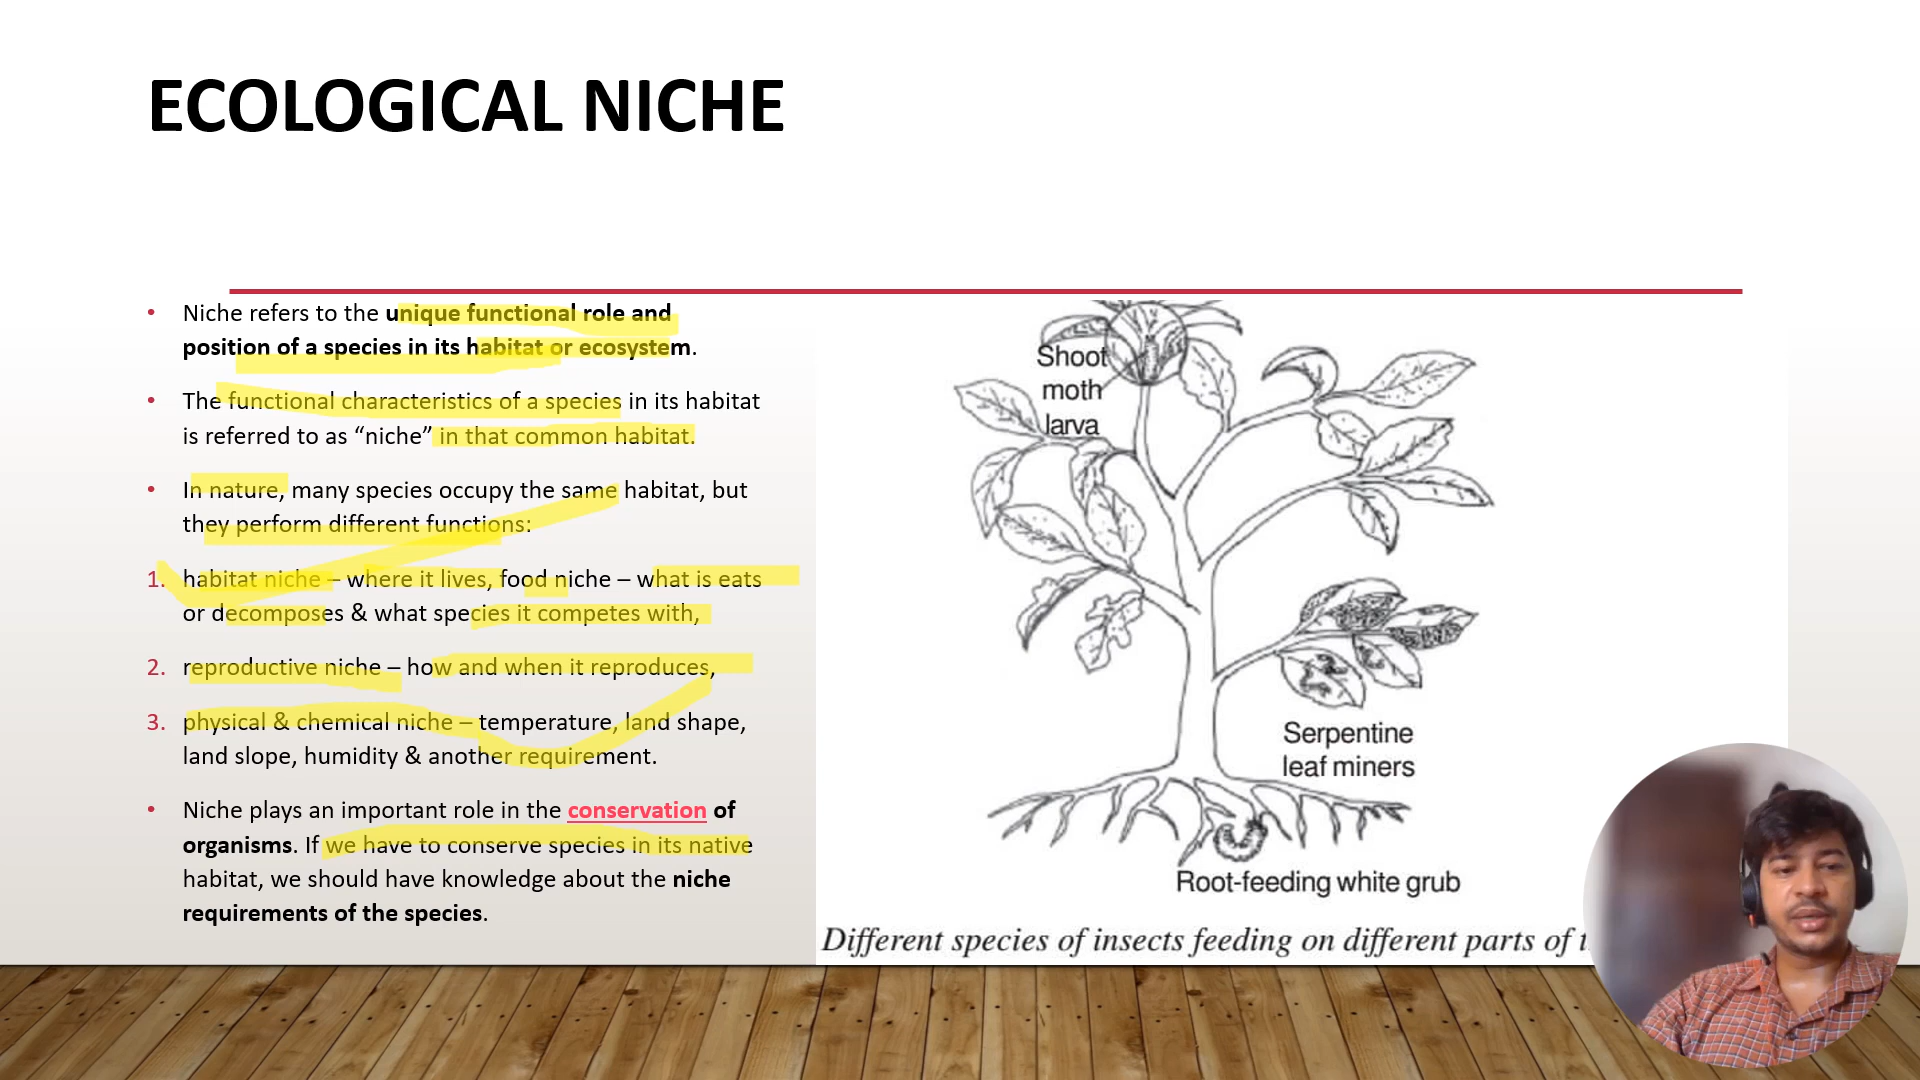 ECOLOGICAL NICHE
• Niche refers to the unique functional role and
position of a species in its habitat or ecosystem.
• The functional characteristics of a species in its habitat
is referred to as “niche” in that common habitat.
• In nature, many species occupy the same habitat, but
they perform different functions:
1. habitat niche – where it lives, food niche – what is eats
or decomposes & what species it competes with,
2. reproductive niche – how and when it reproduces,
3. physical & chemical niche – temperature, land shape,
land slope, humidity & another requirement.
• Niche plays an important role in the conservation of
organisms. If we have to conserve species in its native
habitat, we should have knowledge about the niche
requirements of the species.
Shoot
moth
larva
Serpentine
leaf miners
Root-feeding white grub
Different species of insects feeding on different parts of